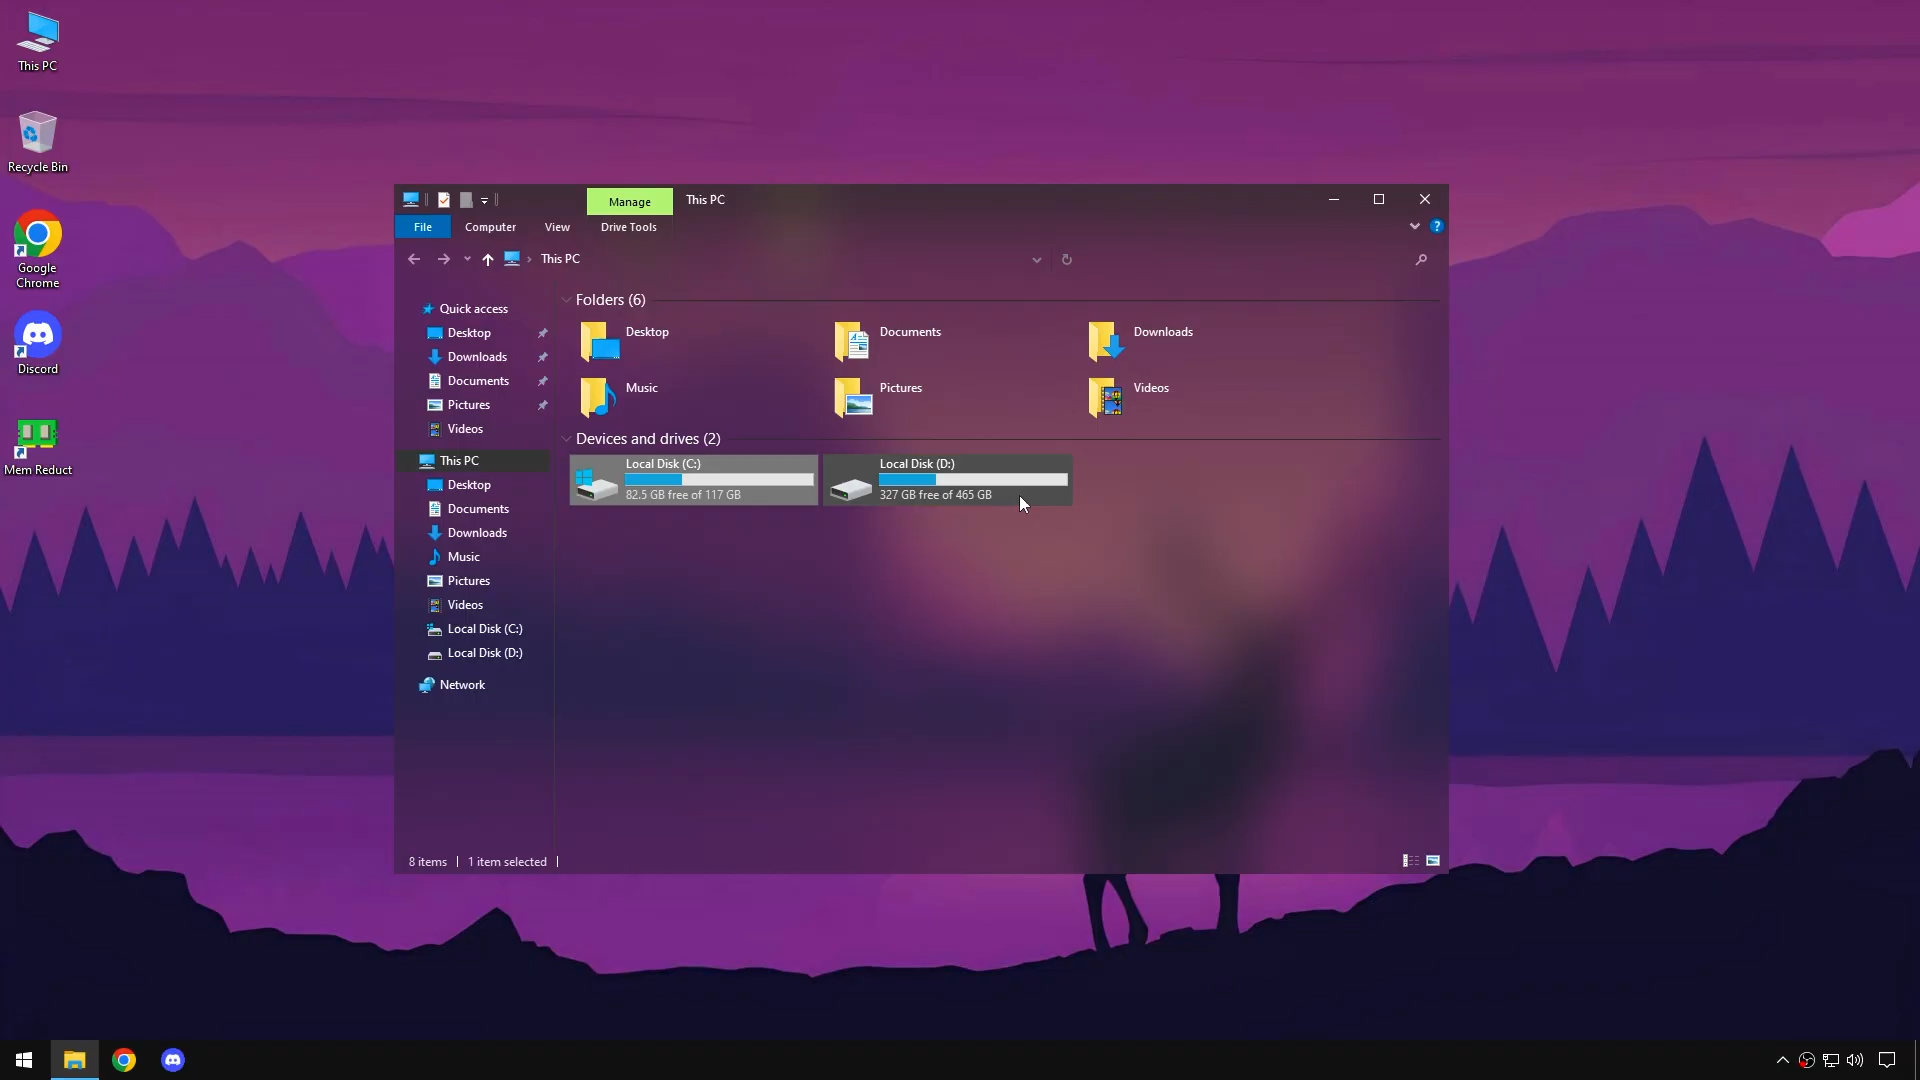 This PC
Recycle Bin
Google
Chrome
Discord
Mem Reduct
Manage
This PC
File
Computer
View
Drive Tools
This PC
Quick access
Desktop
Downloads
Documents
Pictures
Videos
This PC
Desktop
Documents
Downloads
Music
Pictures
Videos
Local Disk (C:)
Local Disk (D:)
Network
Folders (6)
Desktop
Documents
Downloads
Music
Pictures
Videos
Devices and drives (2)
Local Disk (C:)
82.5 GB free of 117 GB
Local Disk (D:)
327 GB free of 465 GB
8 items
1 item selected